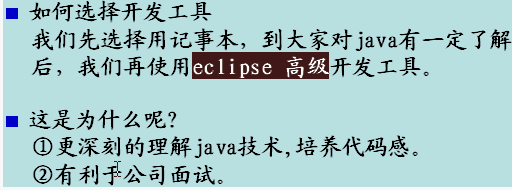 如何选择开发工具
我们先选择用记事本，到大家对java有一定了解
后，我们再使用eclipse 高级开发工具。
这是为什么呢?
①更深刻的理解java技术,培养代码感。
②有利于公司面试。